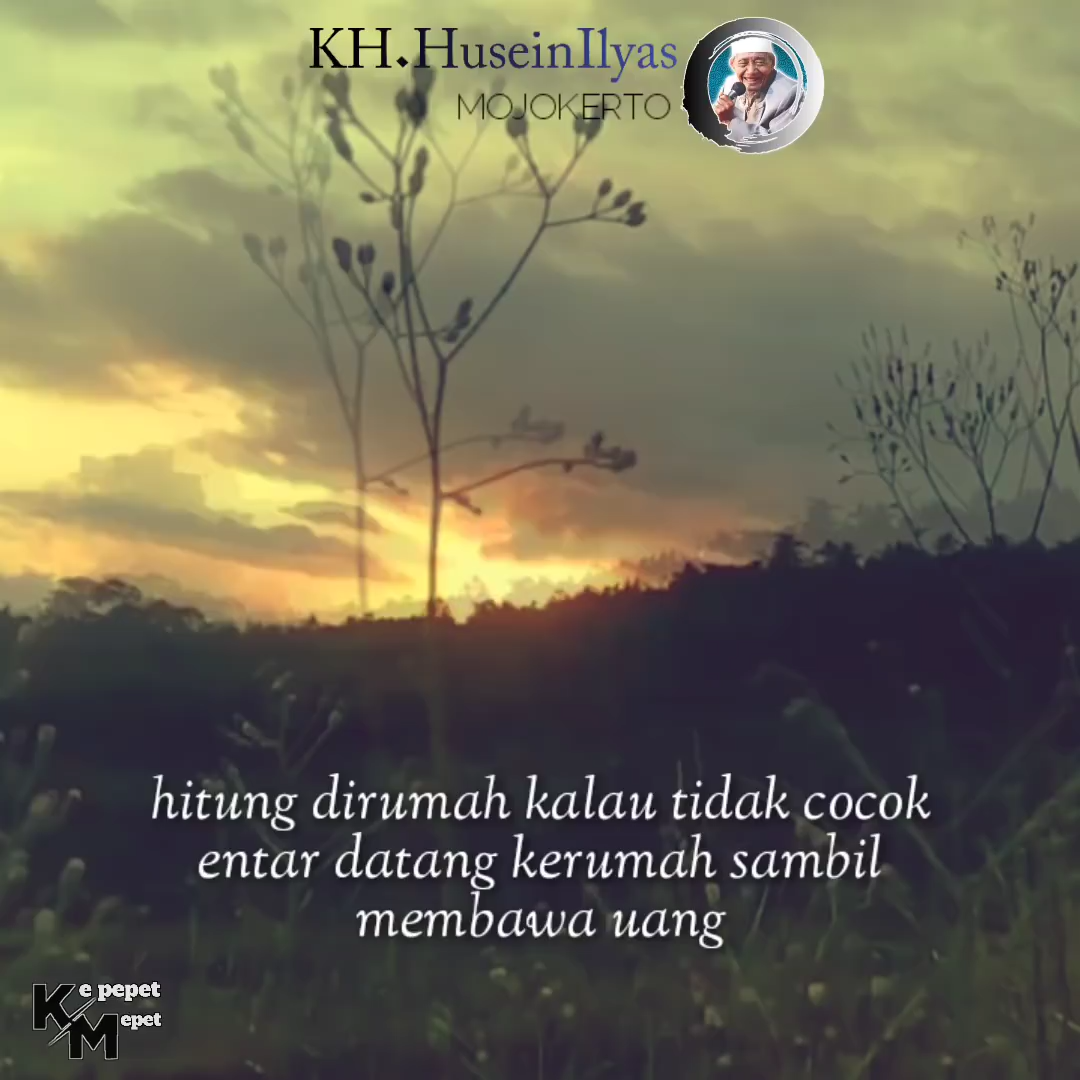 KH.HuseinIlyas
MOJOKERTO
hitung dirumah kalau tidak cocok
entar datang kerumah sambil
membawa uang
Ke pepet
Mepet